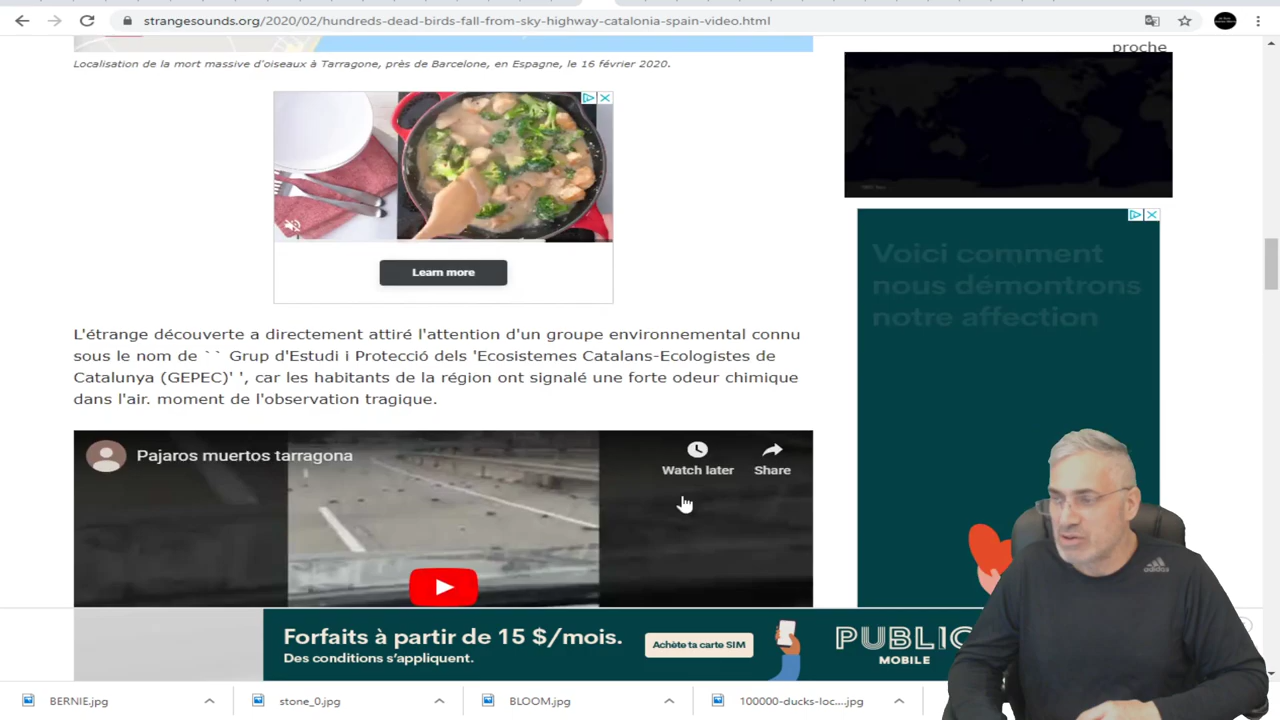 strangesounds.org/2020/02/hundreds-dead-birds-fall-from-sky-highway-catalonia-spain-video.html
proche
Localisation de la mort massive d'oiseaux à Tarragone, près de Barcelone, en Espagne, le 16 février 2020.
Learn more
Voici comment
nous démontrons
notre affection
L'étrange découverte a directement attiré l'attention d'un groupe environnemental connu
sous le nom de `` Grup d'Estudi i Protecció dels 'Ecosistemes Catalans-Ecologistes de
Catalunya (GEPEC)' ', car les habitants de la région ont signalé une forte odeur chimique
dans l'air. moment de l'observation tragique.
Pajaros muertos tarragona
Watch later
Share
adidas
Forfaits à partir de 15 $/mois.
Des conditions s'appliquent.
Achète ta carte SIM
PUBLIC
MOBILE
BERNIE.jpg
stone_0.jpg
BLOOM.jpg
100000-ducks-loc....jpg